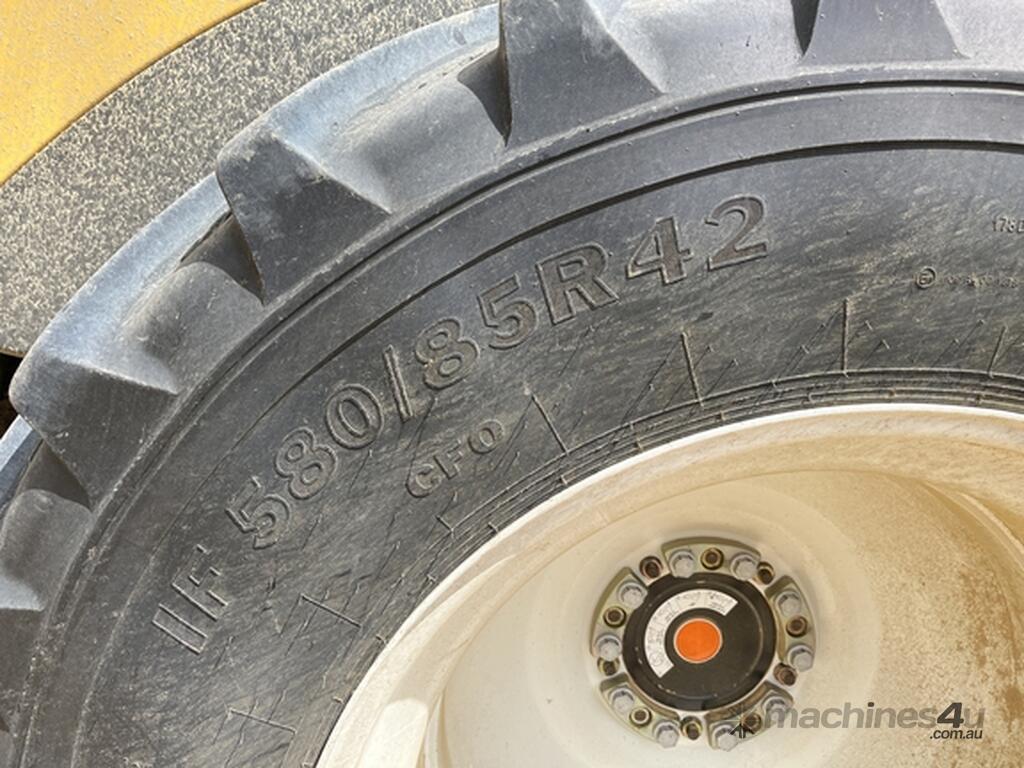 IF 580/85R42
CFO
machines4u
.com.au